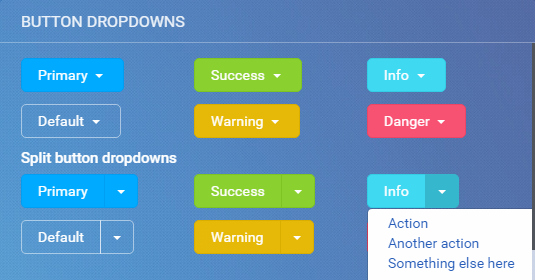 BUTTON DROPDOWNS
Primary Success Info
Default Warning Danger
Split button dropdowns
Primary Success Info
Default Warning
Action
Another action
Something else here